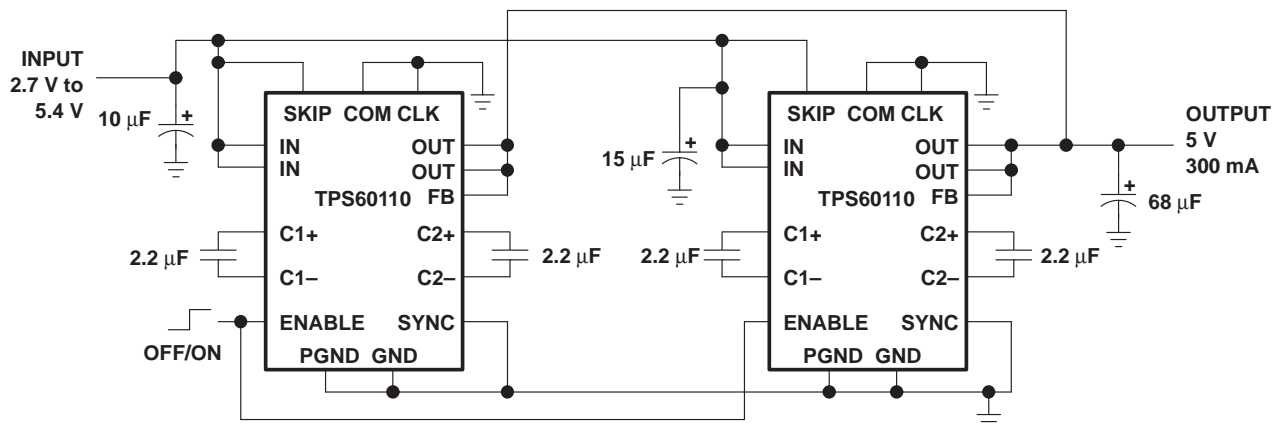 INPUT
2.7 V to
5.4 V
10 μF
+
SKIP COM CLK
IN
IN
OUT
OUT
TPS60110 FB
C1+
C2+
2.2 μF
2.2 μF
C1–
C2–
ENABLE SYNC
OFF/ON
PGND GND
15 μF
+
SKIP COM CLK
IN
IN
OUT
OUT
TPS60110 FB
C1+
C2+
2.2 μF
2.2 μF
C1–
C2–
ENABLE SYNC
PGND GND
OUTPUT
5 V
300 mA
+
68 μF